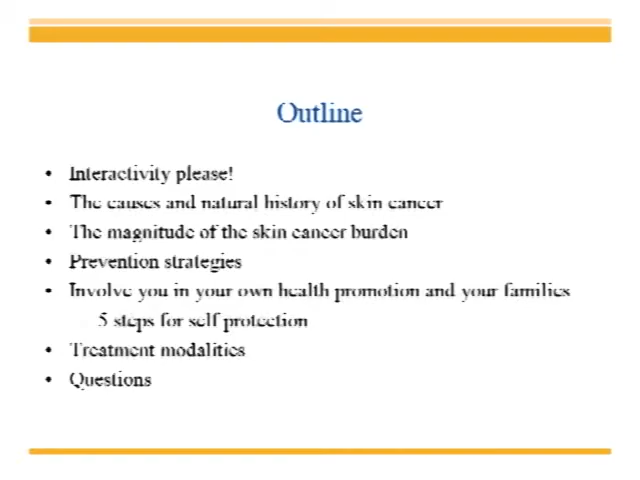 Outline
• Interactivity please!
• The causes and natural history of skin cancer
• The magnitude of the skin cancer burden
• Prevention strategies
• Involve you in your own health promotion and your families
5 steps for self protection
• Treatment modalities
• Questions